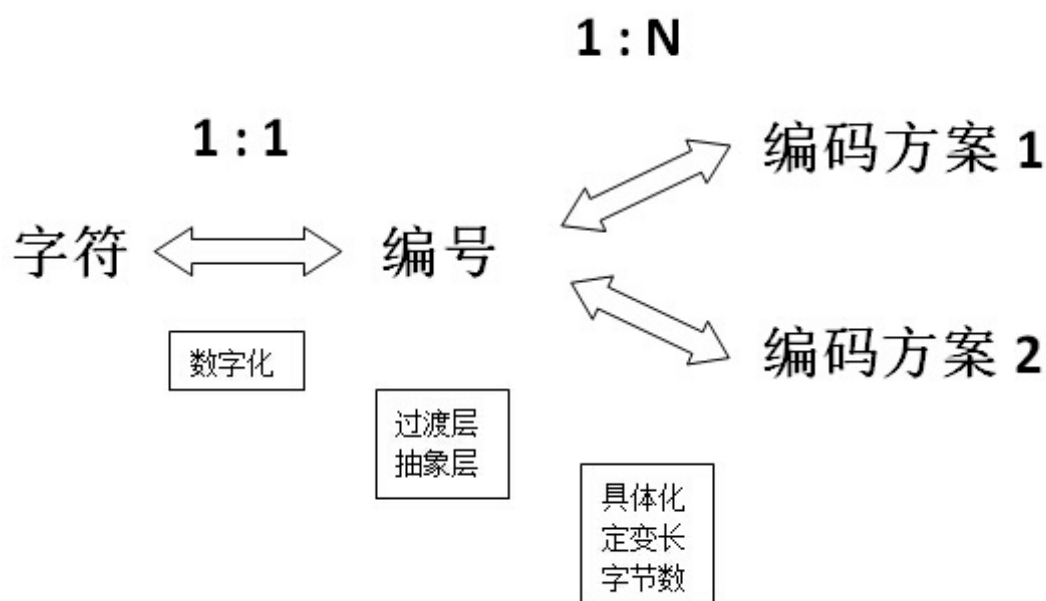 1 : N
1 : 1
编码方案 1
字符
编号
编码方案 2
数字化
过渡层
抽象层
具体化
定变长
字节数